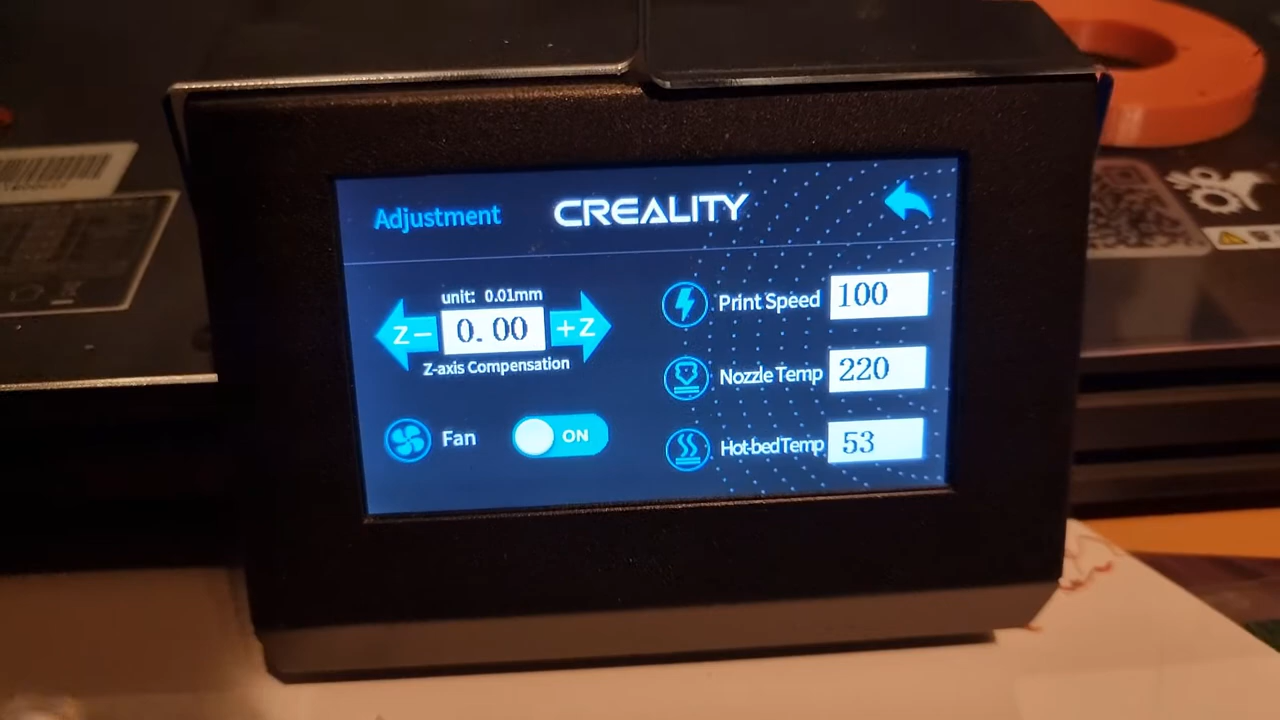 Adjustment
CREALITY
unit: 0.01mm
Z–
0.00
+Z
Z-axis Compensation
Fan
ON
Print Speed 100
Nozzle Temp 220
Hot-bed Temp 53